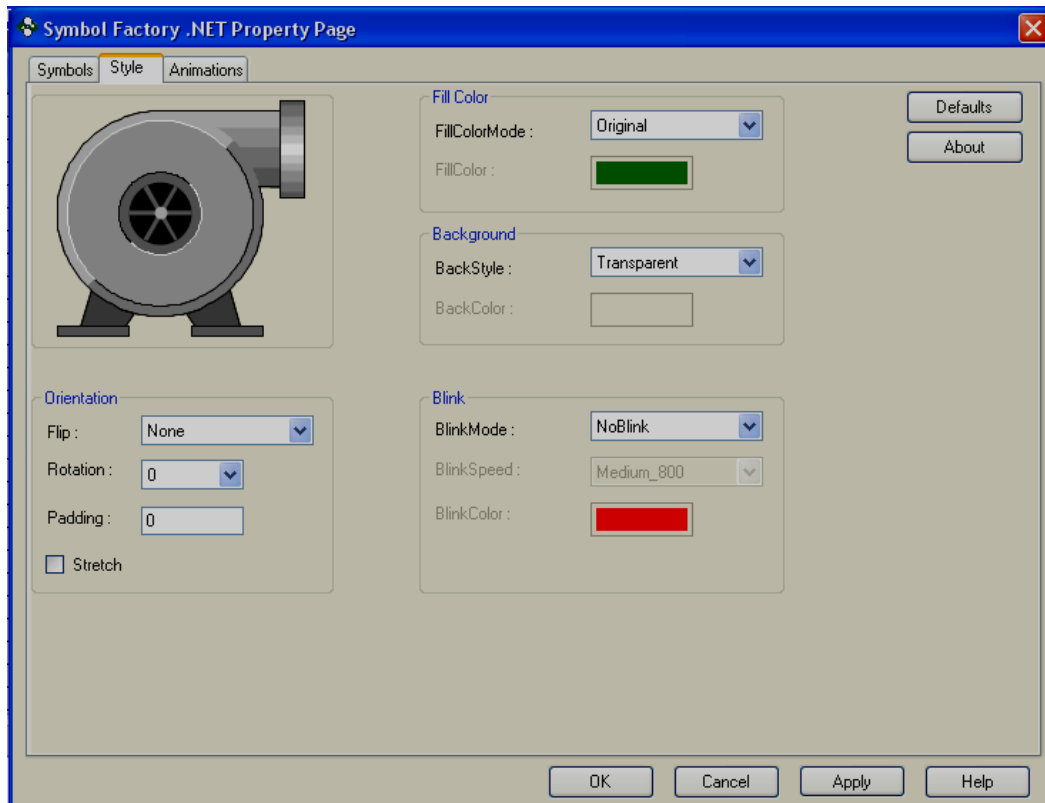 Symbol Factory .NET Property Page
Symbols
Style
Animations
Fill Color
FillColorMode :
Original
FillColor :
Defaults
About
Background
BackStyle :
Transparent
BackColor :
Orientation
Flip :
None
Rotation :
0
Padding :
0
Stretch
Blink
BlinkMode :
NoBlink
BlinkSpeed :
Medium_800
BlinkColor :
OK
Cancel
Apply
Help